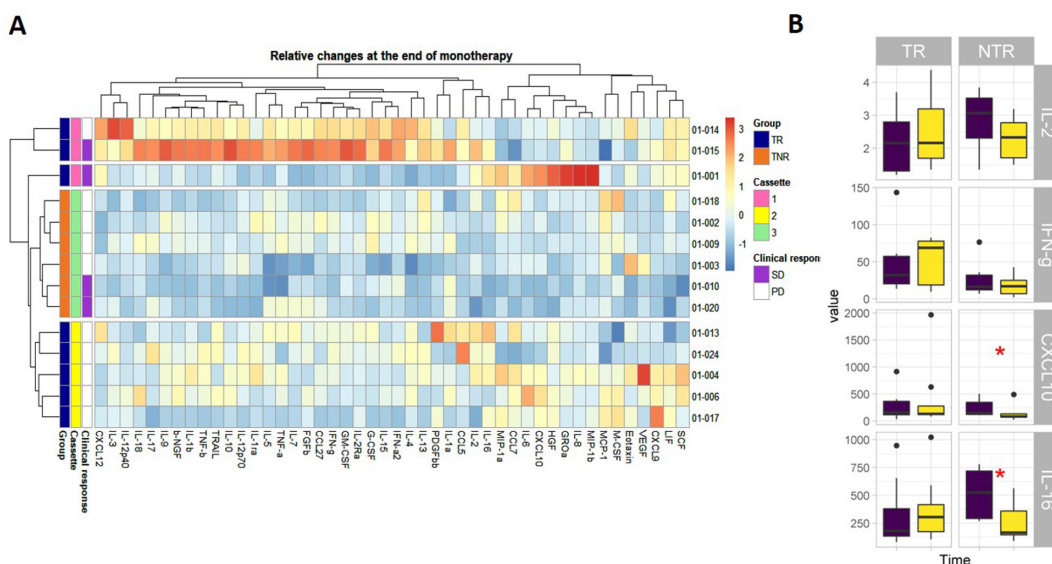 A
Relative changes at the end of monotherapy
01-014
01-015
01-001
01-018
01-002
01-009
01-003
01-010
01-020
01-013
01-024
01-004
01-006
01-017
Group
Cassette
Clinical response
CXCL12
IL-3
IL-12p40
IL-18
IL-17
IL-9
b-NGF
IL-1b
TNF-b
TRAIL
IL-10
IL-12p70
IL-1ra
IL-5
TNF-a
IL-7
FGFb
CCL27
IFN-g
GM-CSF
IL-2Ra
G-CSF
IL-15
IFN-a2
IL-4
IL-13
PDGFbb
IL-1a
CCL5
IL-2
IL-16
MIP-1a
CCL7
IL-6
CXCL10
HGF
GROa
IL-8
MIP-1b
MCP-1
M-CSF
Eotaxin
VEGF
CXCL9
LIF
SCF
3
2
1
0
-1
Group
TR
TNR
Cassette
1
2
3
Clinical respon
SD
PD
B
TR
NTR
4
3
2
IL-2
150
100
50
0
IFN-g
2000
1500
1000
500
0
*
CXCL10
1000
750
500
250
*
IL-16
value
Time